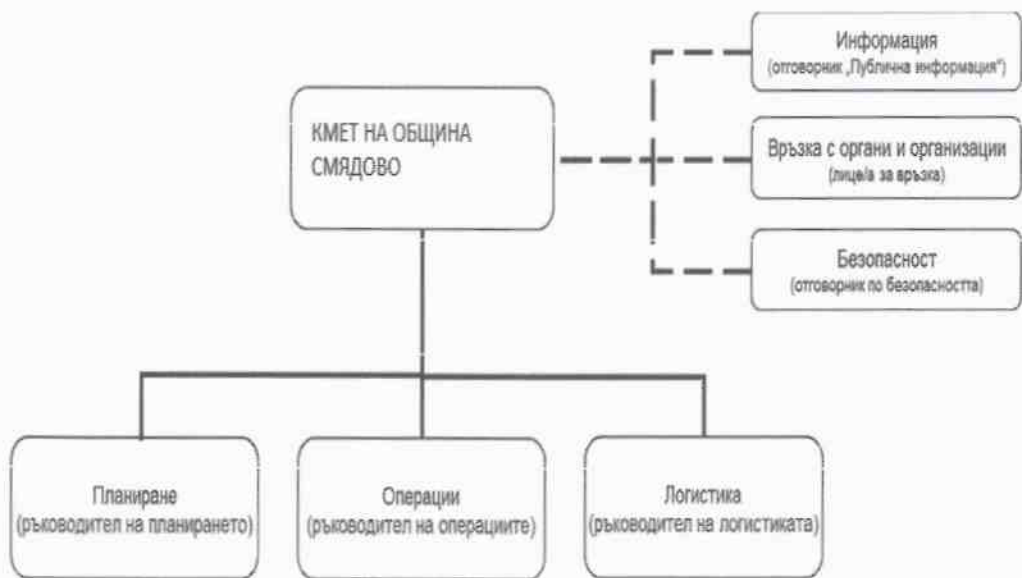 Информация
(отговорник „Публична информация“)
КМЕТ НА ОБЩИНА
СМЯДОВО
Връзка с органи и организации
(лице/а за връзка)
Безопасност
(отговорник по безопасността)
Планиране
(ръководител на планирането)
Операции
(ръководител на операциите)
Логистика
(ръководител на логистиката)